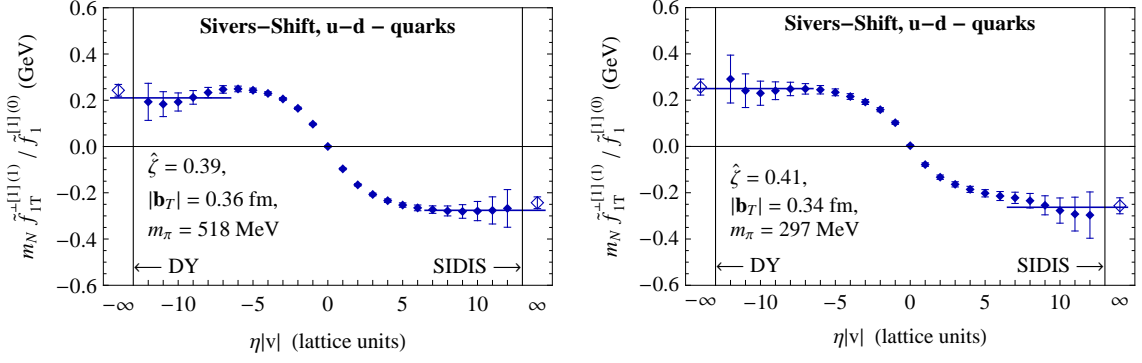 Sivers−Shift, u−d − quarks
m_N f̃_{1T}^{⊥[1](1)} / f̃_1^{[1](0)} (GeV)
0.6
0.4
0.2
0.0
−0.2
−0.4
−0.6
ζ̂ = 0.39,
|b_T| = 0.36 fm,
m_π = 518 MeV
← DY
SIDIS →
−∞ −10 −5 0 5 10 ∞
η|v| (lattice units)
Sivers−Shift, u−d − quarks
m_N f̃_{1T}^{⊥[1](1)} / f̃_1^{[1](0)} (GeV)
0.6
0.4
0.2
0.0
−0.2
−0.4
−0.6
ζ̂ = 0.41,
|b_T| = 0.34 fm,
m_π = 297 MeV
← DY
SIDIS →
−∞ −10 −5 0 5 10 ∞
η|v| (lattice units)